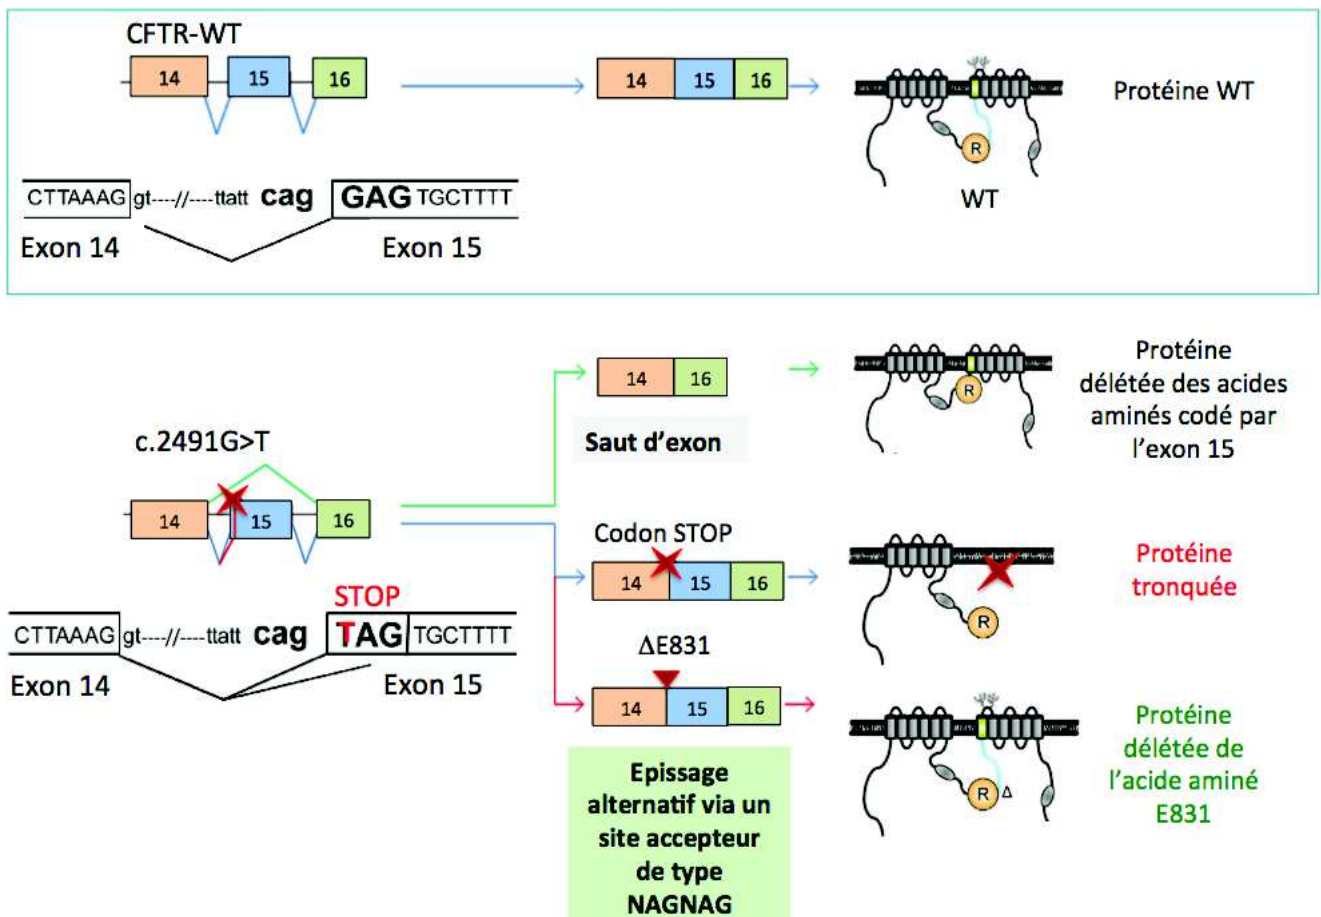 CFTR-WT
14 15 16
14 15 16
R
WT
Protéine WT
CTTAAAG gt----//----ttatt cag GAG TGCTTTT
Exon 14 Exon 15
c.2491G>T
14 15 16
STOP
CTTAAAG gt----//----ttatt cag TAG TGCTTTT
Exon 14 Exon 15
14 16
Saut d'exon
R
Protéine
délétée des acides
aminés codé par
l'exon 15
Codon STOP
14 15 16
R
Protéine
tronquée
ΔE831
14 15 16
Epissage
alternatif via un
site accepteur
de type
NAGNAG
R Δ
Protéine
délétée de
l'acide aminé
E831